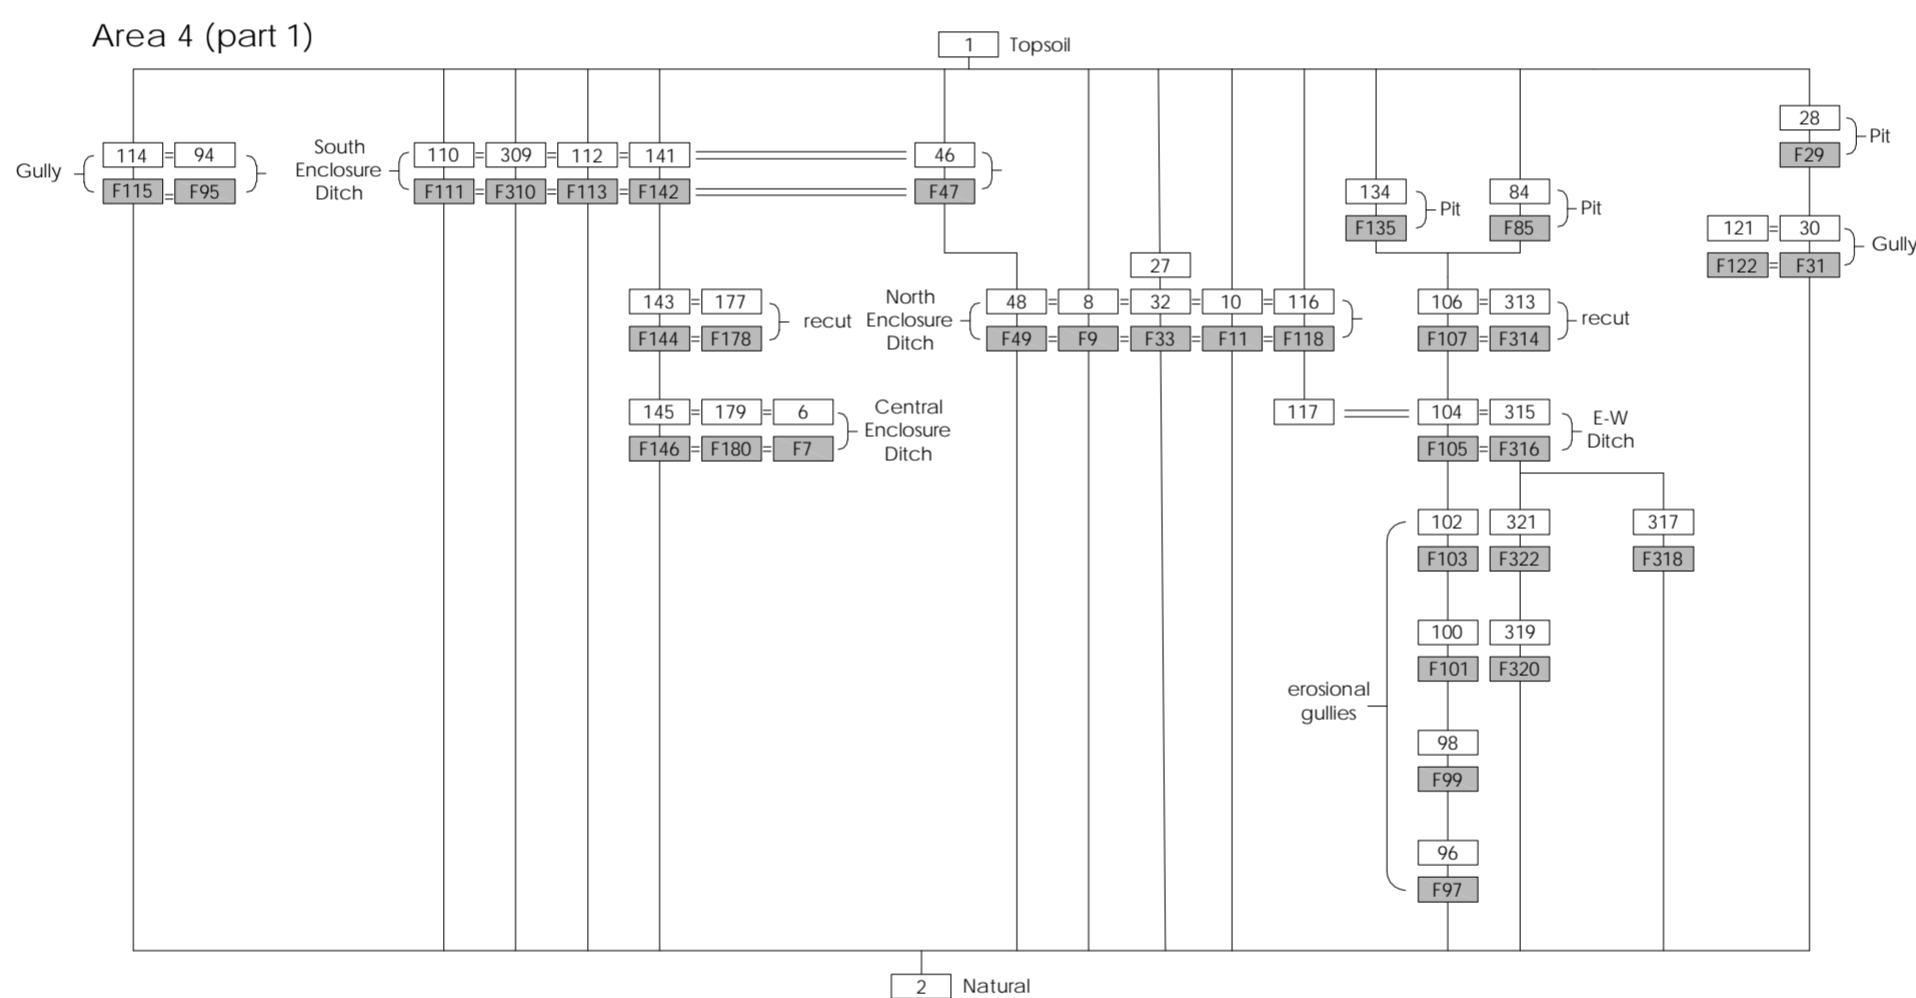 Area 4 (part 1)
1 Topsoil
28
Pit
F29
Gully
114 = 94
F115 = F95
South
Enclosure
Ditch
110 = 309 = 112 = 141 46
F111 = F310 = F113 = F142 F47
134
Pit
F135
84
Pit
F85
121 = 30
Gully
F122 = F31
27
143 = 177
recut
F144 = F178
North
Enclosure
Ditch
48 = 8 = 32 = 10 = 116
F49 = F9 = F33 = F11 = F118
106 = 313
recut
F107 = F314
145 = 179 = 6
F146 = F180 = F7
Central
Enclosure
Ditch
117 104 = 315
F105 = F316
E-W
Ditch
102 321 317
F103 F322 F318
100 319
F101 F320
erosional
gullies
98
F99
96
F97
2 Natural